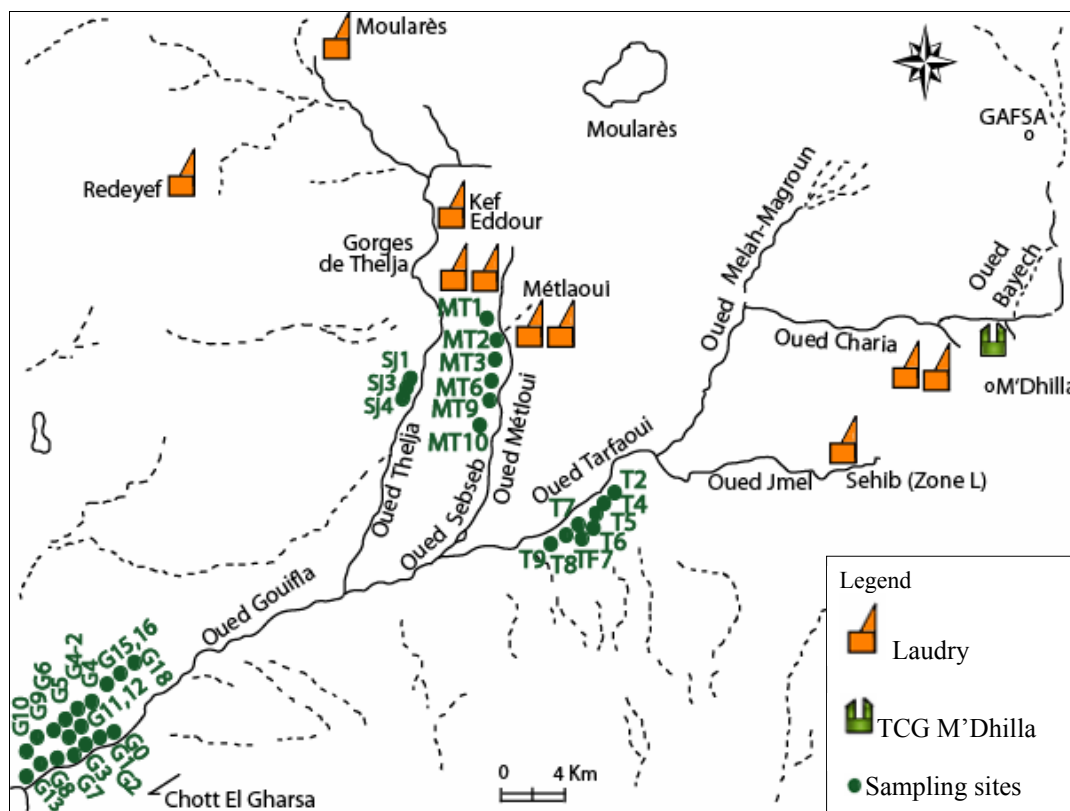 Moularès
Moularès
GAFSA
Redeyef
Kef
Eddour
Gorges
de Thelja
Métlaoui
Oued Melah-Magroun
Oued
Bayech
MT1
MT2
MT3
MT6
MT9
MT10
SJ1
SJ3
SJ4
Oued Charia
M'Dhilla
Oued Thelja
Oued Sebseb
Oued Métloui
Oued Tarfaoui
Oued Jmel
Sehib (Zone L)
T2
T4
T5
T6
T7
TF7
T8
T9
Oued Gouifla
G10
G9
G6
G5
G4-2
G4
G15,16
G18
G11,12
G0
G1
G2
G3
G7
G8
G13
Chott El Gharsa
0 4 Km
Legend
Laudry
TCG M'Dhilla
Sampling sites